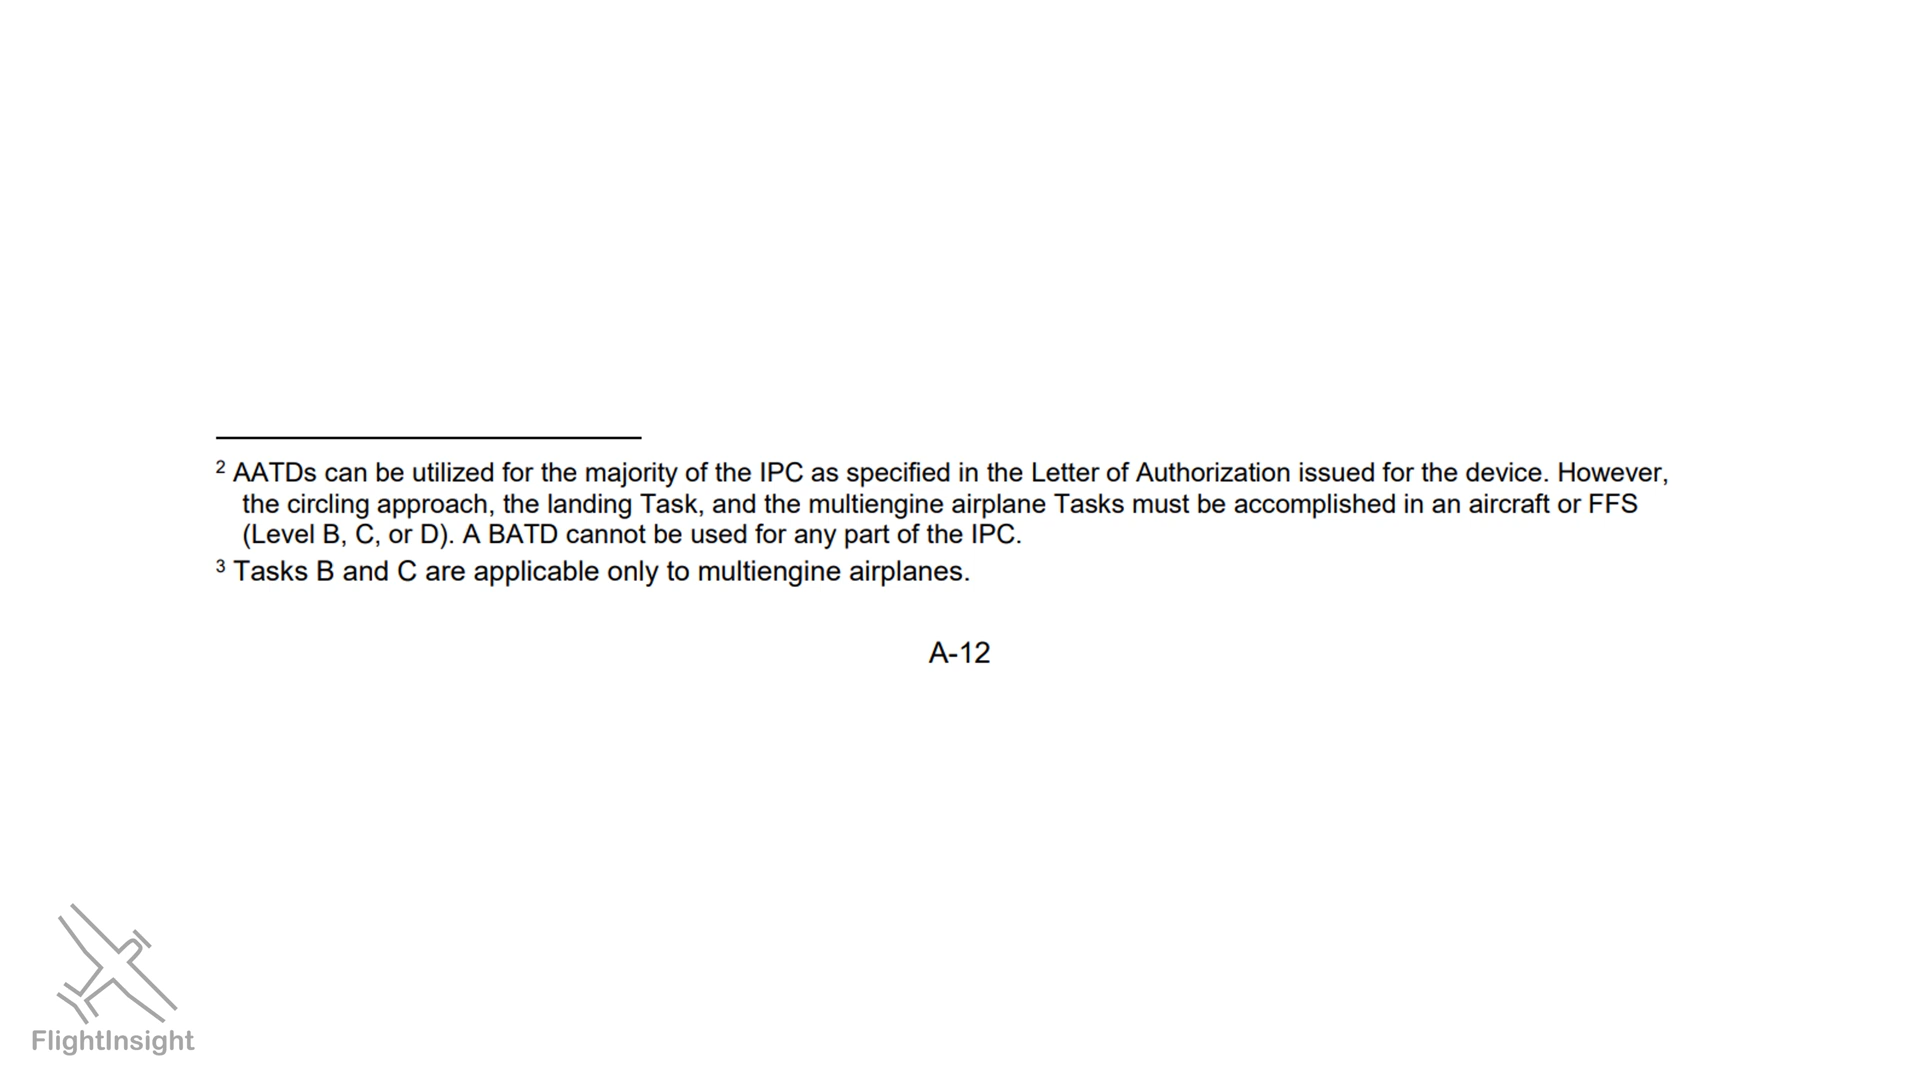 2 AATDs can be utilized for the majority of the IPC as specified in the Letter of Authorization issued for the device. However,
the circling approach, the landing Task, and the multiengine airplane Tasks must be accomplished in an aircraft or FFS
(Level B, C, or D). A BATD cannot be used for any part of the IPC.
3 Tasks B and C are applicable only to multiengine airplanes.
A-12
FlightInsight